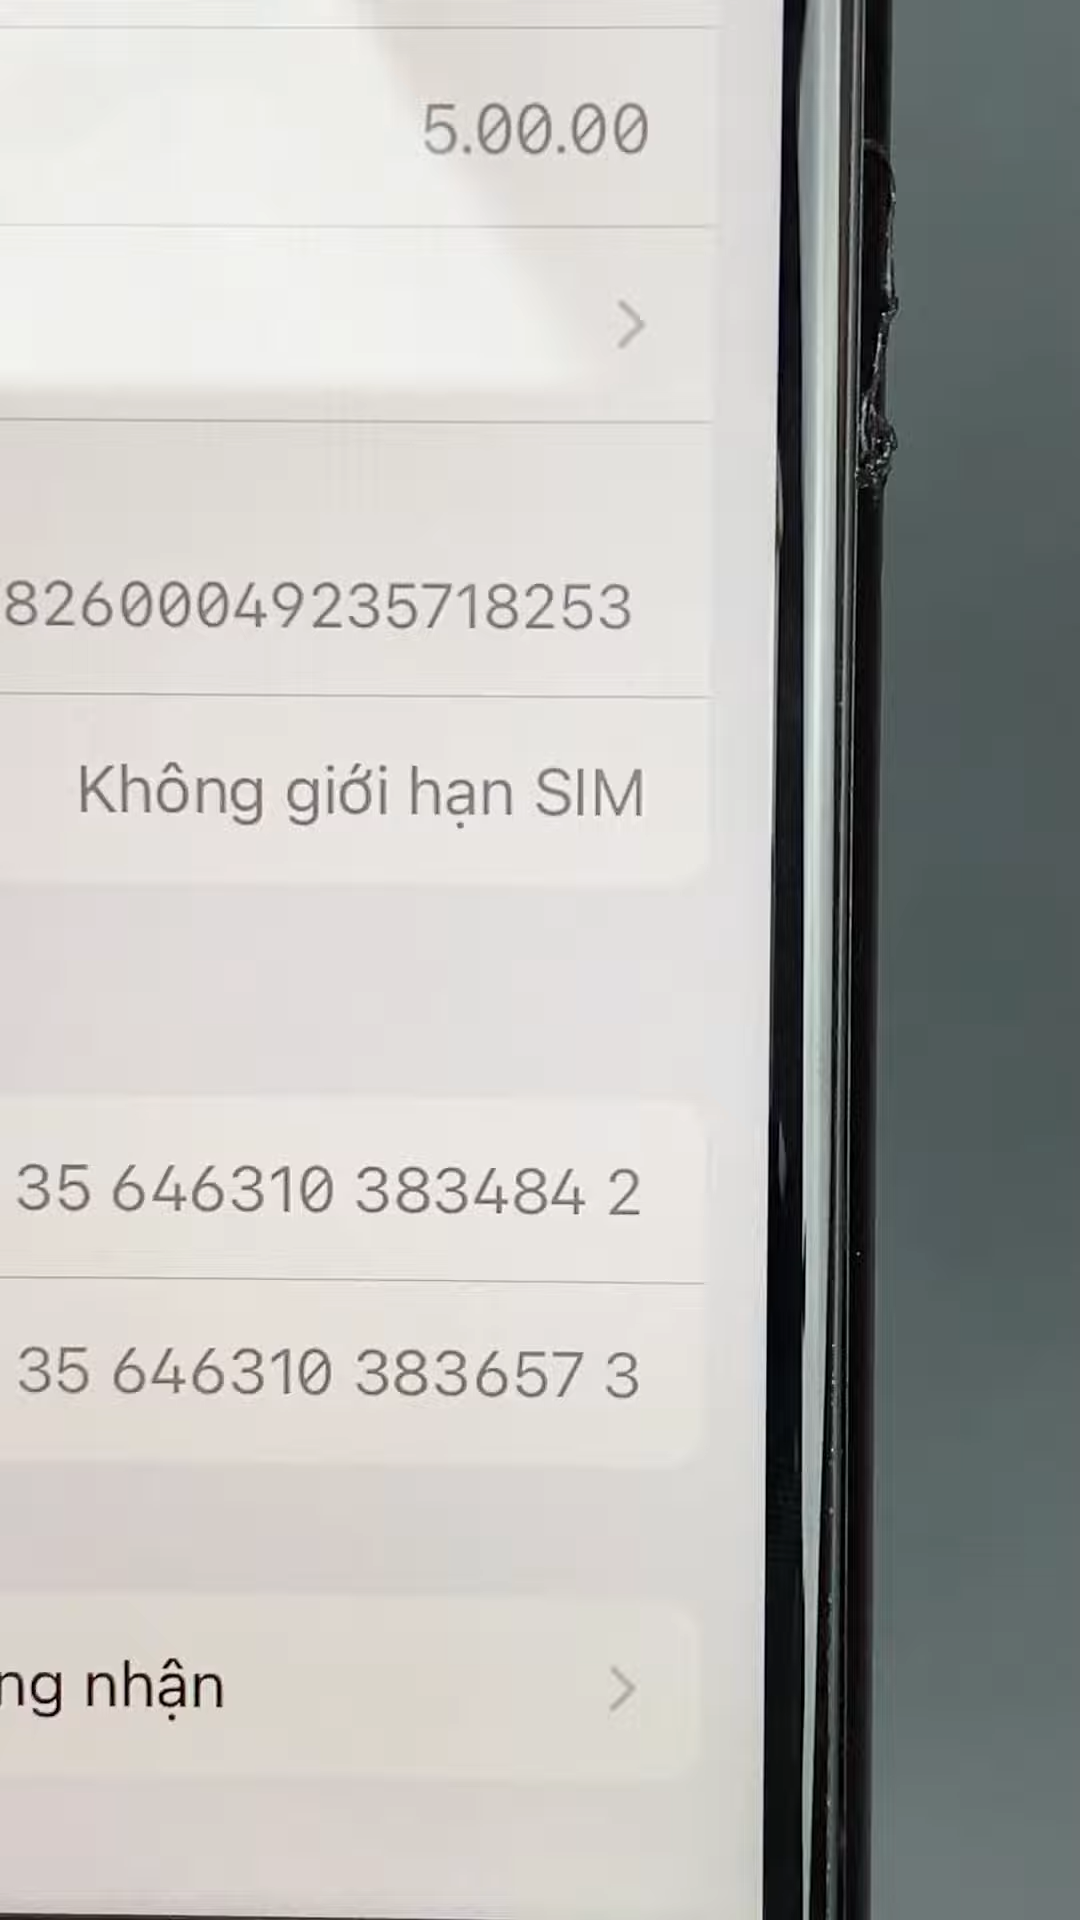 5.00.00
82600049235718253
Không giới hạn SIM
35 646310 383484 2
35 646310 383657 3
ng nhận